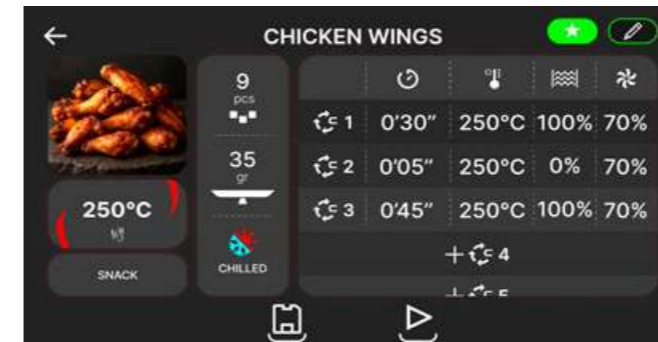 CHICKEN WINGS
9
pcs
35
gr
CHILLED
250°C
SNACK
1 0'30" 250°C 100% 70%
2 0'05" 250°C 0% 70%
3 0'45" 250°C 100% 70%
+ 4
+ 5